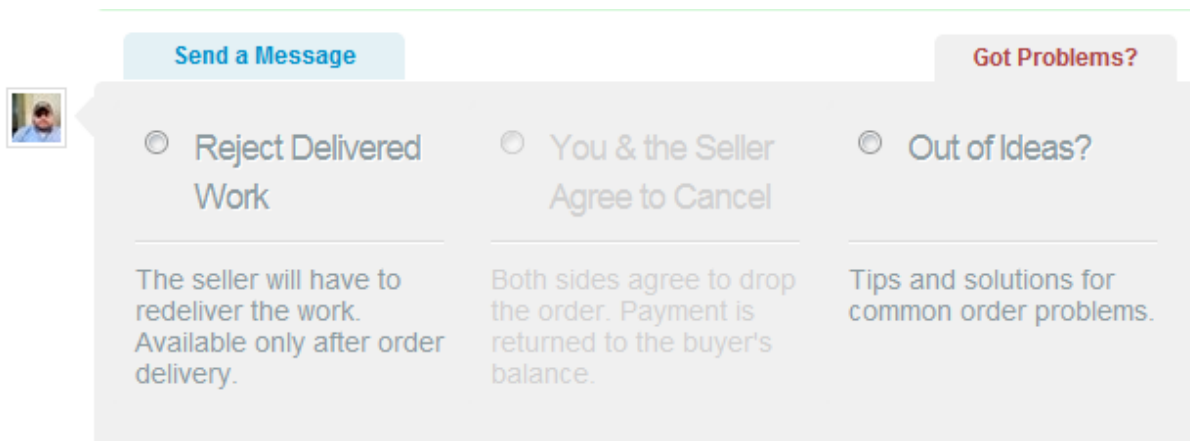 Send a Message
Got Problems?
Reject Delivered
Work
The seller will have to
redeliver the work.
Available only after order
delivery.
You & the Seller
Agree to Cancel
Both sides agree to drop
the order. Payment is
returned to the buyer's
balance.
Out of Ideas?
Tips and solutions for
common order problems.